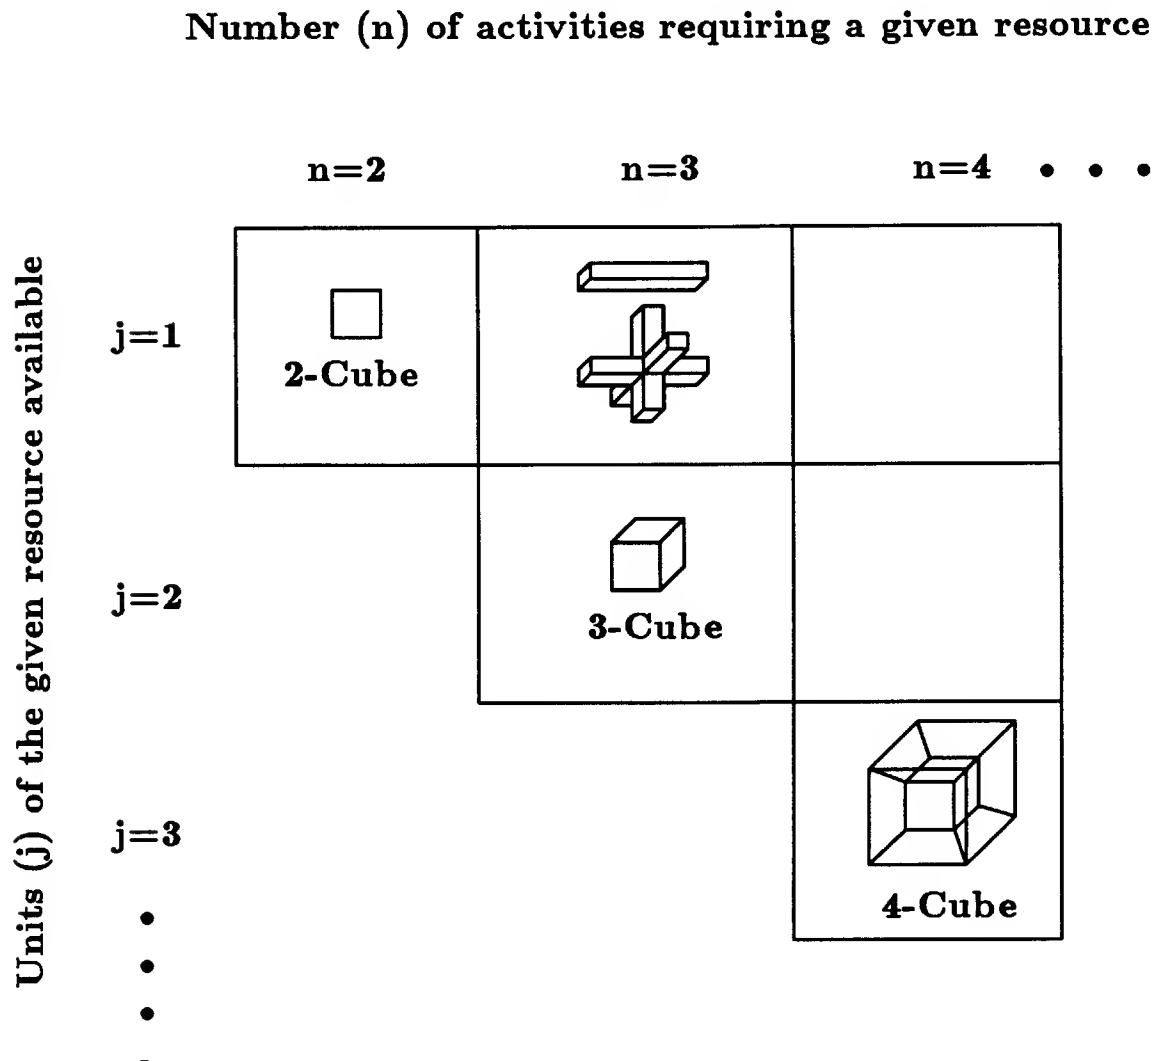 Number (n) of activities requiring a given resource
n=2 n=3 n=4 • • •
Units (j) of the given resource available
j=1
2-Cube
j=2
3-Cube
j=3
4-Cube